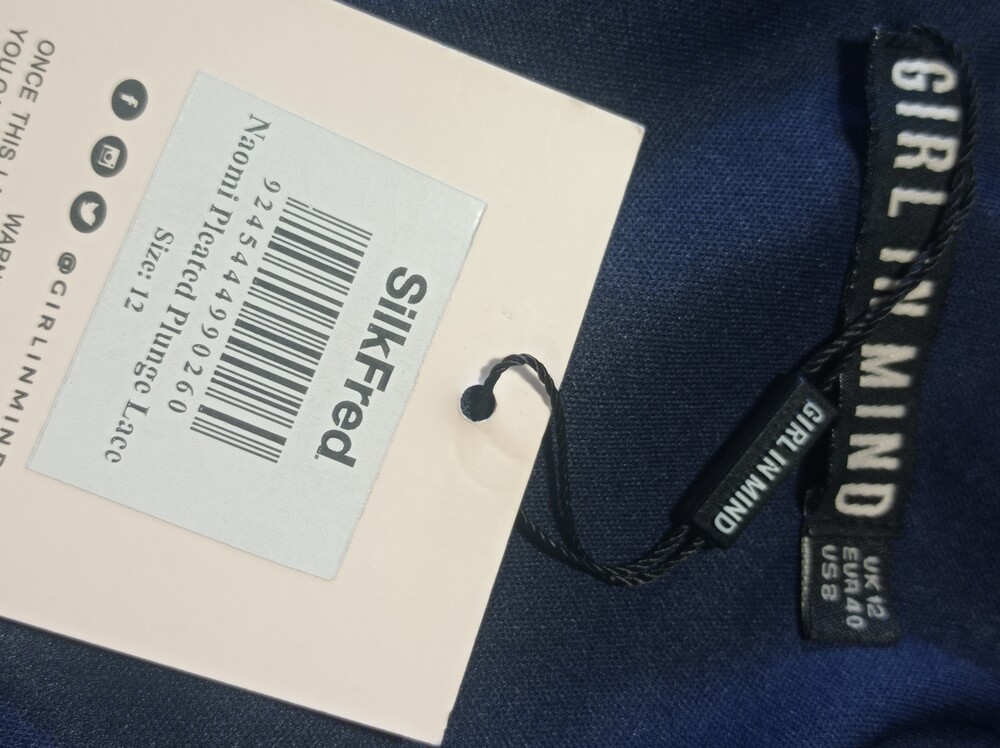 GIRL IN MIND
UK 12
EUR 40
US 8
GIRL IN MIND
SilkFred.
9245444990260
Naomi Pleated Plunge Lace
Size: 12
@GIRLINMIND
ONCE THIS